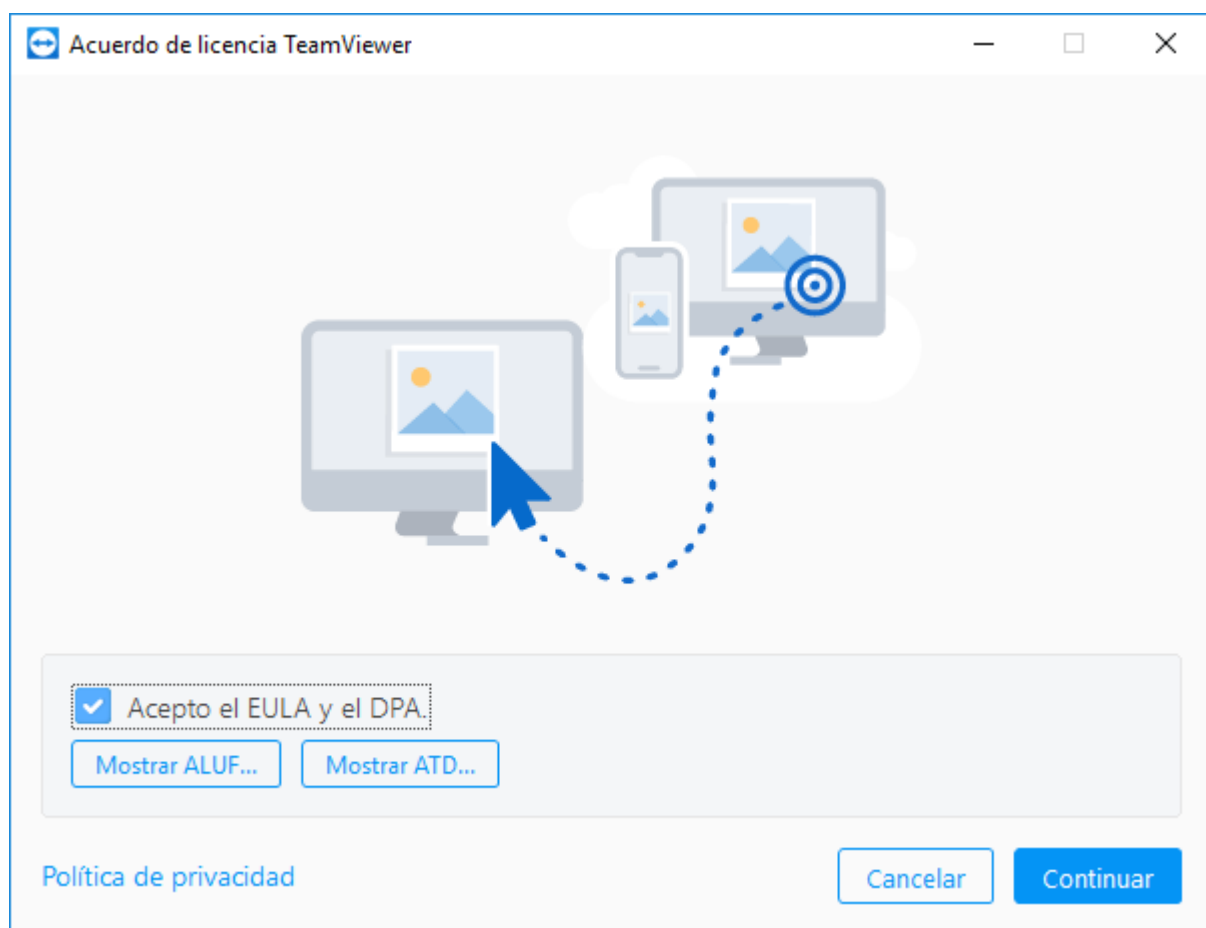 Acuerdo de licencia TeamViewer
Acepto el EULA y el DPA.
Mostrar ALUF... Mostrar ATD...
Política de privacidad Cancelar Continuar